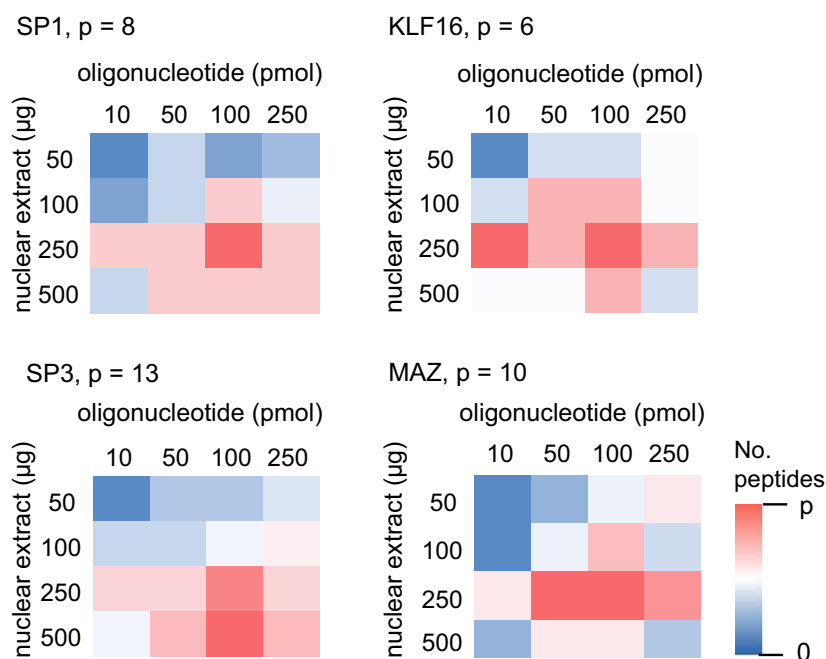 SP1, p = 8
oligonucleotide (pmol)
10 50 100 250
nuclear extract (µg)
50
100
250
500
KLF16, p = 6
oligonucleotide (pmol)
10 50 100 250
nuclear extract (µg)
50
100
250
500
SP3, p = 13
oligonucleotide (pmol)
10 50 100 250
nuclear extract (µg)
50
100
250
500
MAZ, p = 10
oligonucleotide (pmol)
10 50 100 250
nuclear extract (µg)
50
100
250
500
No.
peptides
p
0